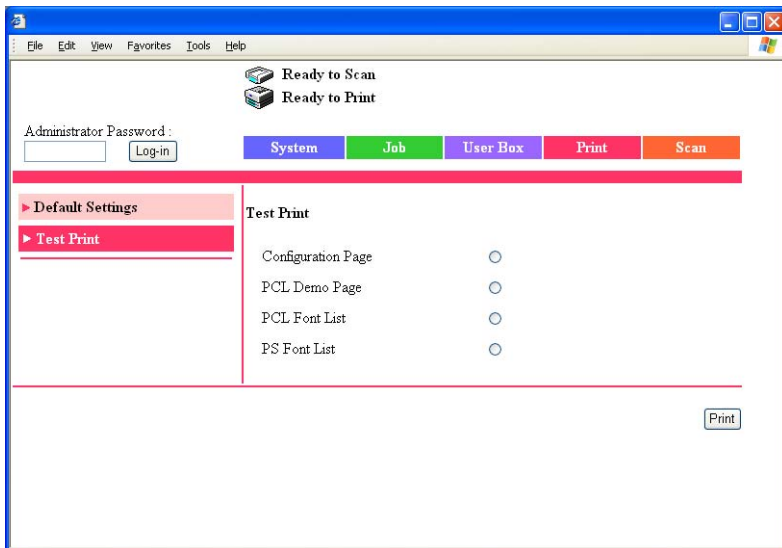 File Edit View Favorites Tools Help
Ready to Scan
Ready to Print
Administrator Password :
Log-in
System Job User Box Print Scan
Default Settings
Test Print
Test Print
Configuration Page
PCL Demo Page
PCL Font List
PS Font List
Print